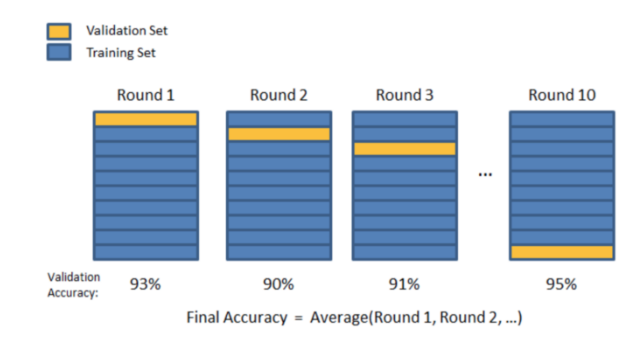 Validation Set
Training Set
Round 1 Round 2 Round 3 Round 10
...
Validation
Accuracy: 93% 90% 91% 95%
Final Accuracy = Average(Round 1, Round 2, ...)